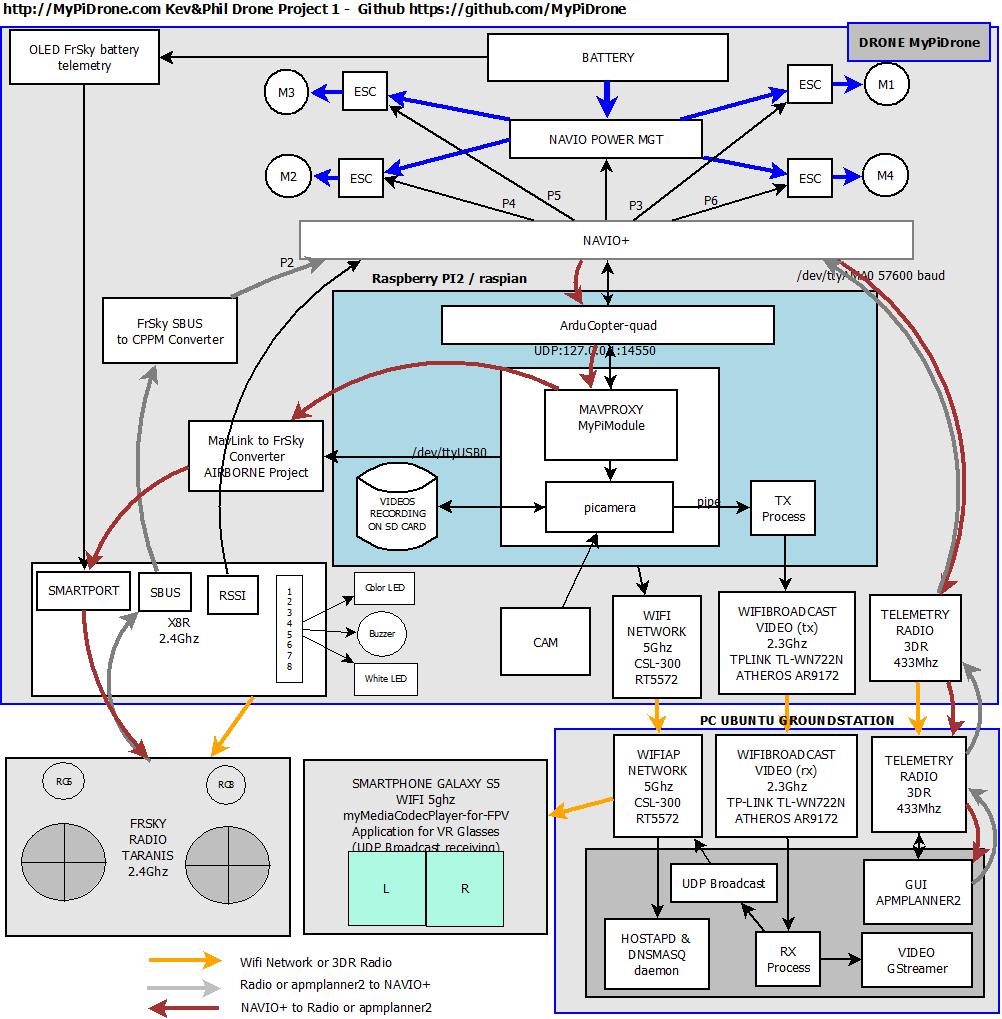 http://MyPiDrone.com Kev&Phil Drone Project 1 - Github https://github.com/MyPiDrone
DRONE MyPiDrone
OLED FrSky battery
telemetry
BATTERY
M3
ESC
ESC
M1
NAVIO POWER MGT
M2
ESC
ESC
M4
P4
P5
P3
P6
NAVIO+
P2
/dev/ttyAMA0 57600 baud
Raspberry PI2 / raspian
FrSky SBUS
to CPPM Converter
ArduCopter-quad
UDP:127.0.0.1:14550
MAVPROXY
MyPiModule
MavLink to FrSky
Converter
AIRBORNE Project
/dev/ttyUSB0
VIDEOS
RECORDING
ON SD CARD
picamera
pipe
TX
Process
SMARTPORT
SBUS
RSSI
X8R
2.4Ghz
1
2
3
4
5
6
7
8
Color LED
Buzzer
White LED
CAM
WIFI
NETWORK
5Ghz
CSL-300
RT5572
WIFIBROADCAST
VIDEO (tx)
2.3Ghz
TPLINK TL-WN722N
ATHEROS AR9172
TELEMETRY
RADIO
3DR
433Mhz
PC UBUNTU GROUNDSTATION
WIFIAP
NETWORK
5Ghz
CSL-300
RT5572
WIFIBROADCAST
VIDEO (rx)
2.3Ghz
TP-LINK TL-WN722N
ATHEROS AR9172
TELEMETRY
RADIO
3DR
433Mhz
FRSKY
RADIO
TARANIS
2.4Ghz
SMARTPHONE GALAXY S5
WIFI 5ghz
myMediaCodecPlayer-for-FPV
Application for VR Glasses
(UDP Broadcast receiving)
L
R
UDP Broadcast
GUI
APMPLANNER2
HOSTAPD &
DNSMASQ
daemon
RX
Process
VIDEO
GStreamer
Wifi Network or 3DR Radio
Radio or apmplanner2 to NAVIO+
NAVIO+ to Radio or apmplanner2